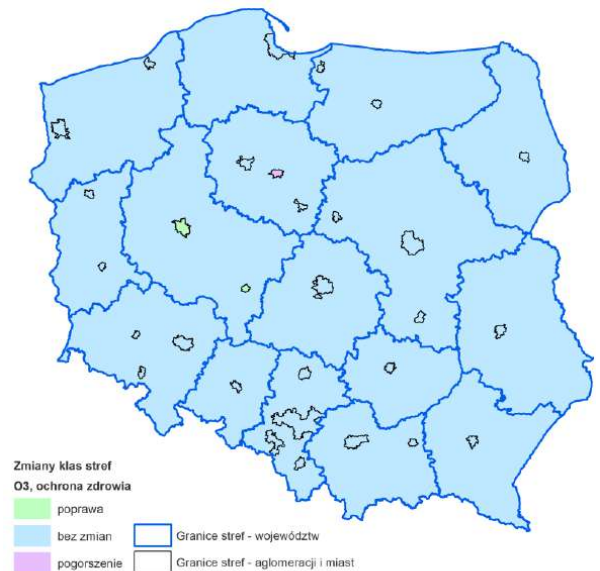 Zmiany klas stref
O3, ochrona zdrowia
poprawa
bez zmian
Granice stref - województw
pogorszenie
Granice stref - aglomeracji i miast